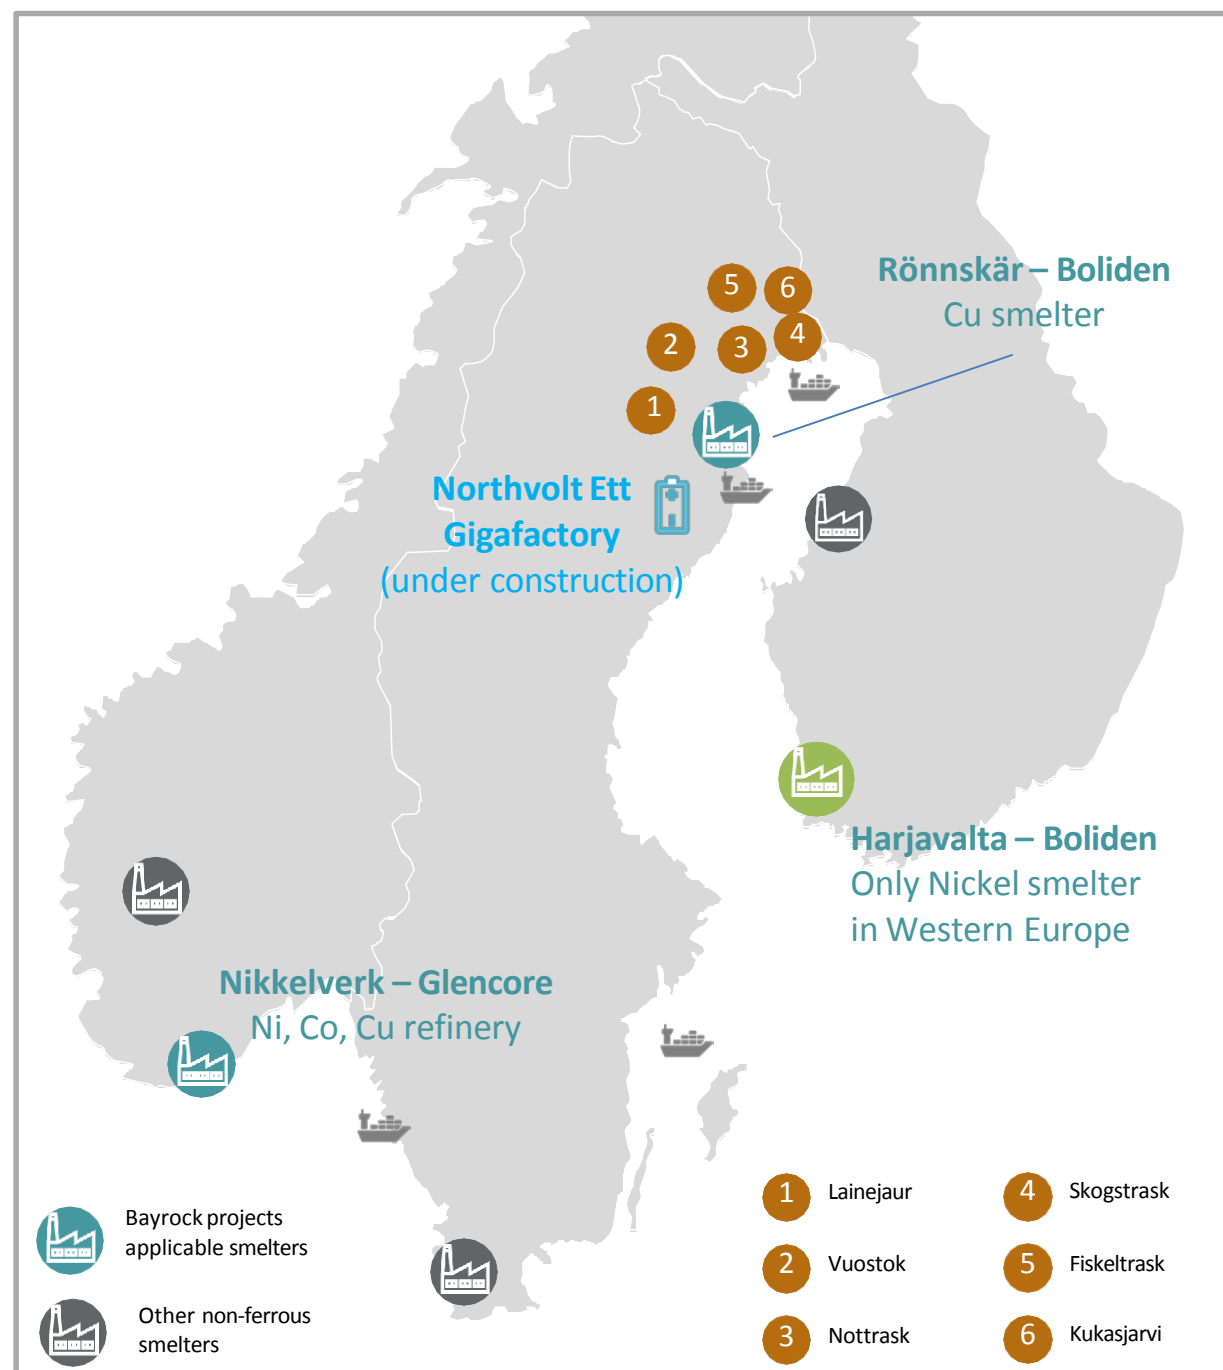 Rönnskär – Boliden
Cu smelter
5
6
2
3
4
1
Northvolt Ett
Gigafactory
(under construction)
Harjavalta – Boliden
Only Nickel smelter
in Western Europe
Nikkelverk – Glencore
Ni, Co, Cu refinery
Bayrock projects
applicable smelters
Other non-ferrous
smelters
1 Lainejaur
4 Skogstrask
2 Vuostok
5 Fiskeltrask
3 Nottrask
6 Kukasjarvi